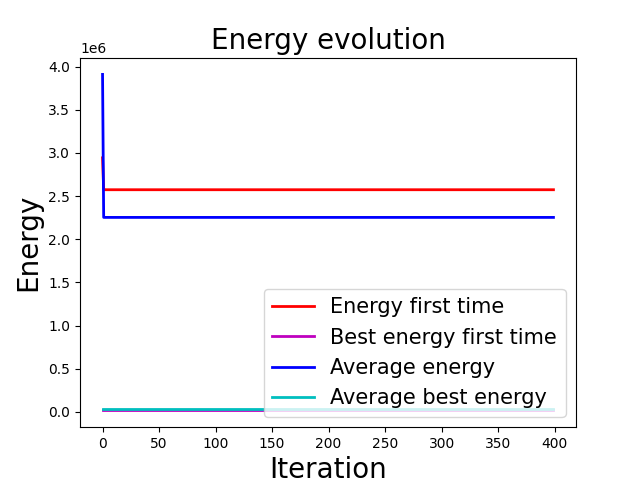 Energy evolution
1e6
4.0
3.5
3.0
2.5
2.0
1.5
1.0
0.5
0.0
Energy
Energy first time
Best energy first time
Average energy
Average best energy
0 50 100 150 200 250 300 350 400
Iteration